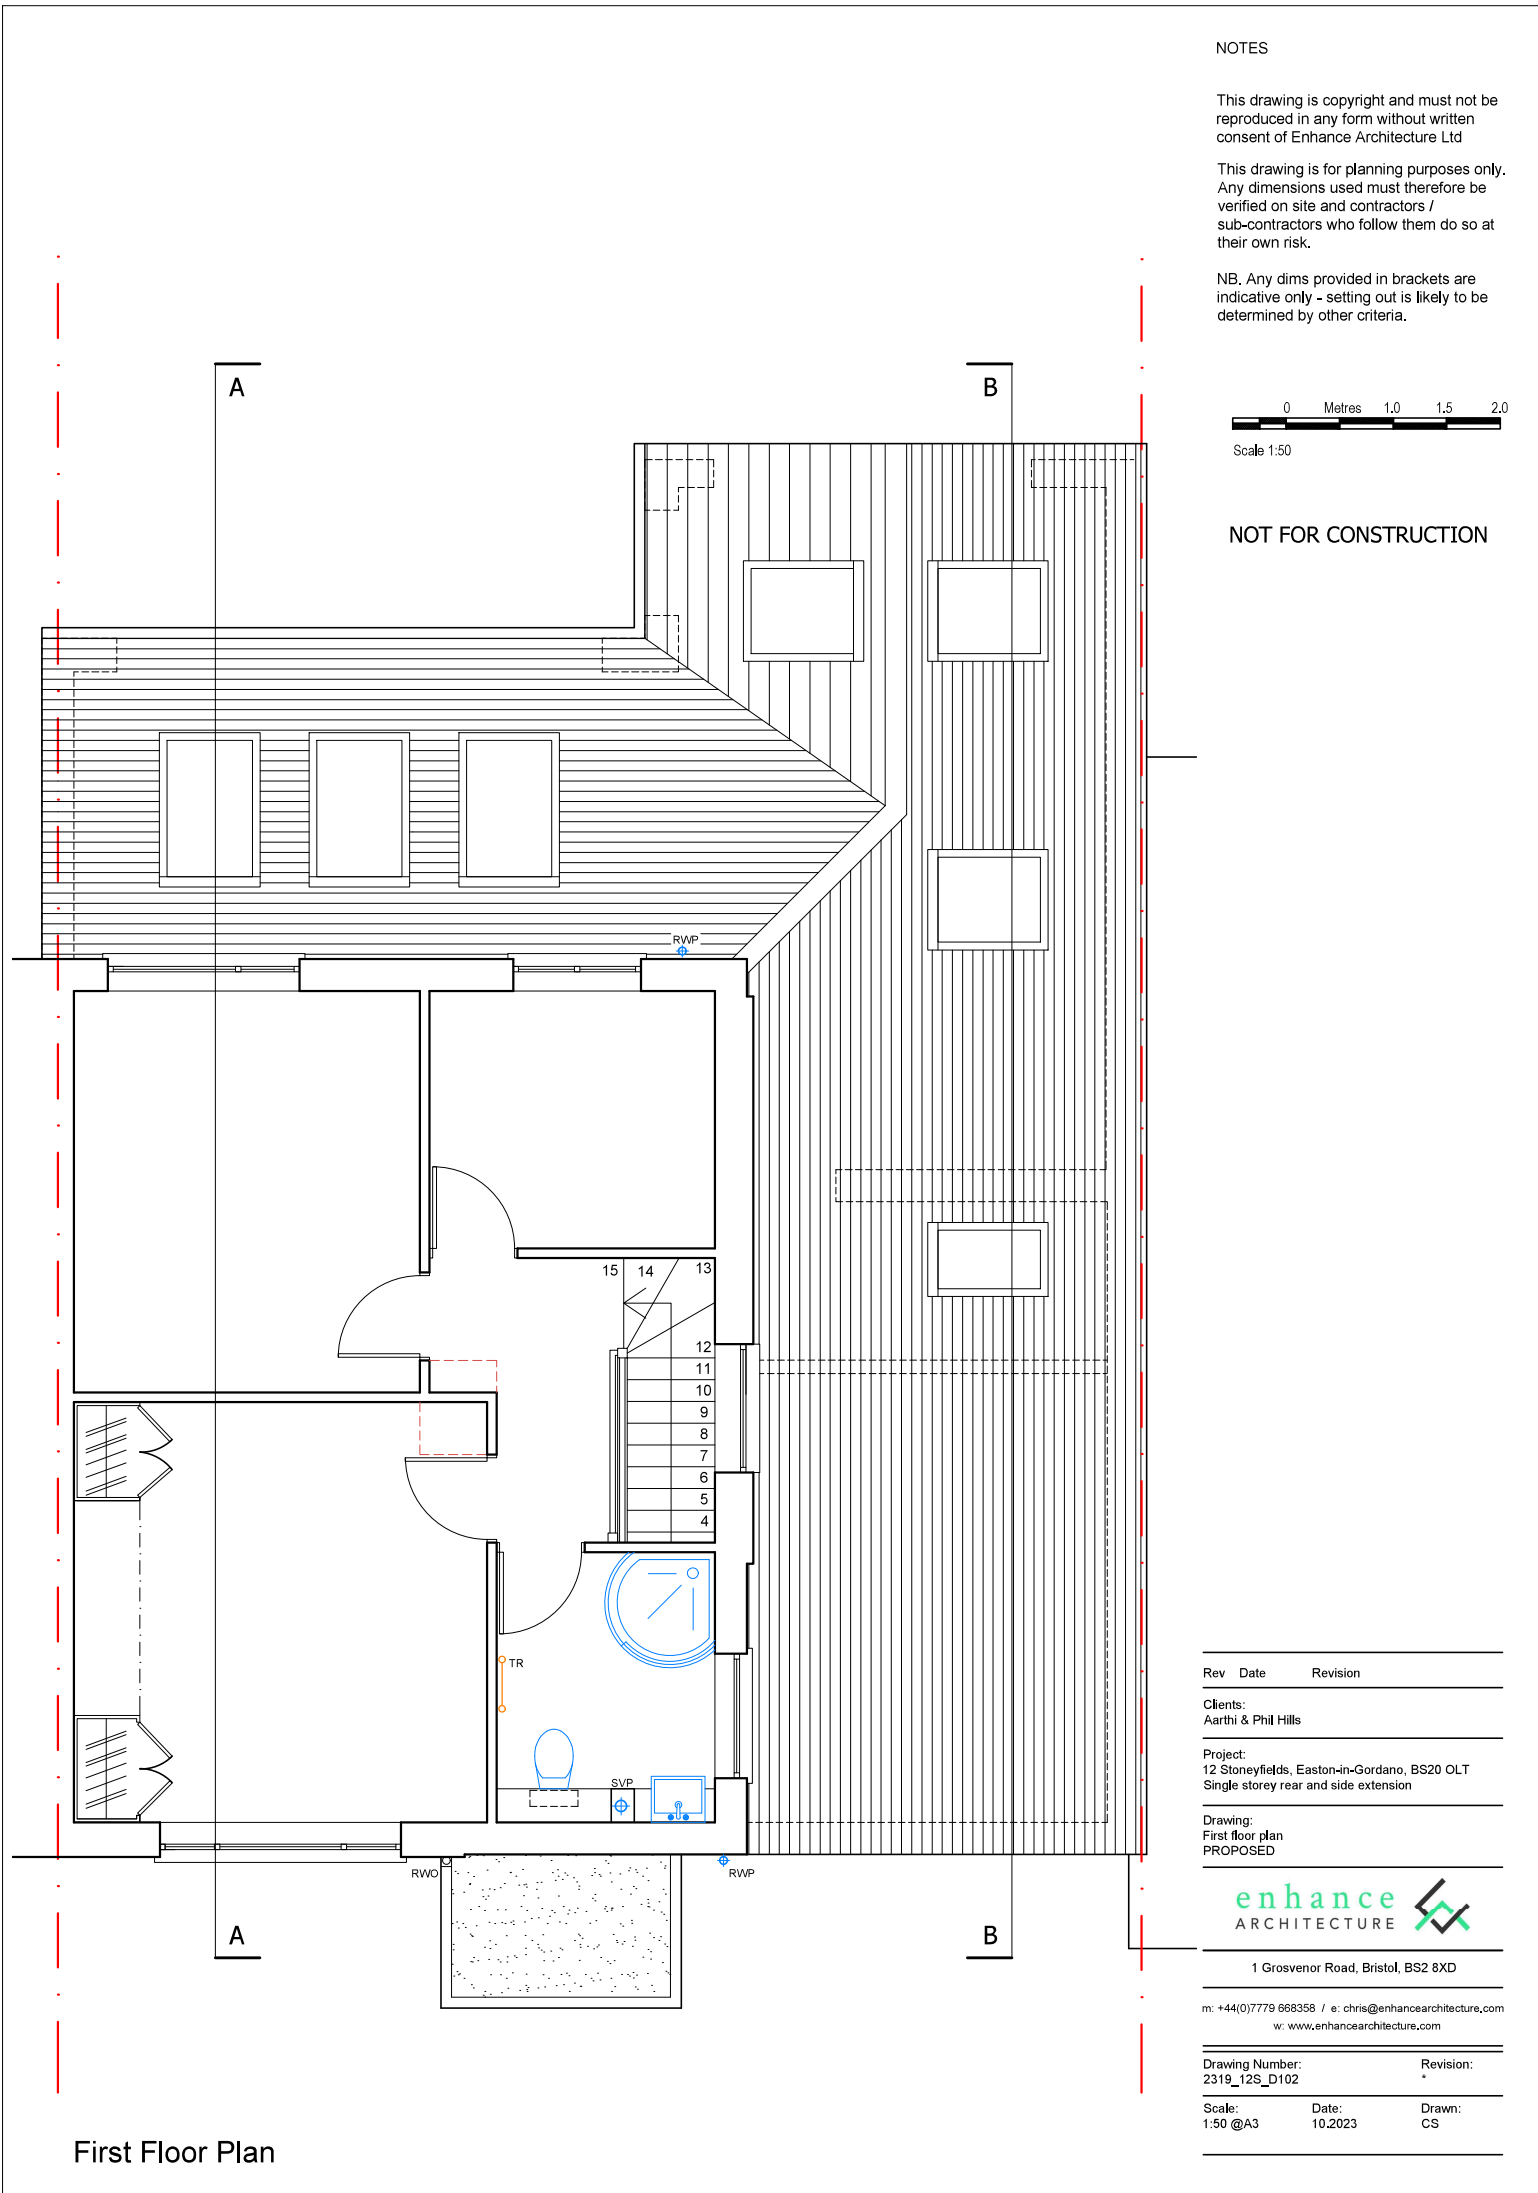 NOTES
This drawing is copyright and must not be
reproduced in any form without written
consent of Enhance Architecture Ltd
This drawing is for planning purposes only.
Any dimensions used must therefore be
verified on site and contractors /
sub-contractors who follow them do so at
their own risk.
NB. Any dims provided in brackets are
indicative only - setting out is likely to be
determined by other criteria.
0 Metres 1.0 1.5 2.0
Scale 1:50
NOT FOR CONSTRUCTION
A
B
RWP
15 14 13
12
11
10
9
8
7
6
5
4
TR
SVP
RWO
RWP
A
B
First Floor Plan
Rev Date Revision
Clients:
Aarthi & Phil Hills
Project:
12 Stoneyfields, Easton-in-Gordano, BS20 OLT
Single storey rear and side extension
Drawing:
First floor plan
PROPOSED
enhance
ARCHITECTURE
1 Grosvenor Road, Bristol, BS2 8XD
m: +44(0)7779 668358 / e: chris@enhancearchitecture.com
w: www.enhancearchitecture.com
Drawing Number: Revision:
2319_12S_D102 *
Scale: Date: Drawn:
1:50 @A3 10.2023 CS